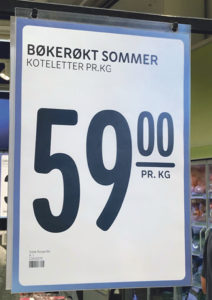 BØKERØKT SOMMER
KOTELETTER PR.KG
59 00
PR. KG